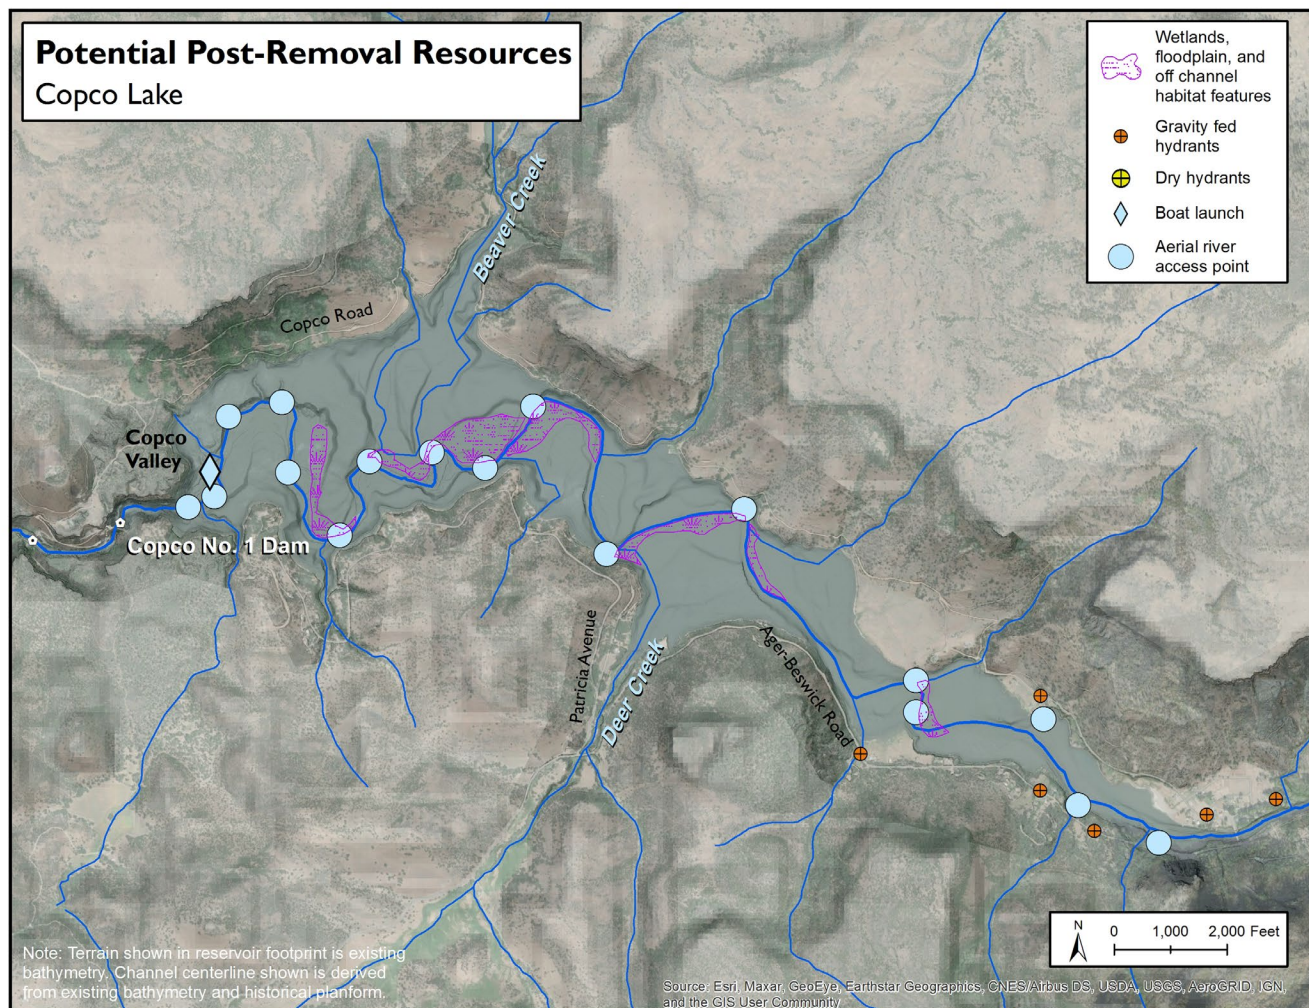 Potential Post-Removal Resources
Copco Lake
Wetlands,
floodplain, and
off channel
habitat features
Gravity fed
hydrants
Dry hydrants
Boat launch
Aerial river
access point
Beaver Creek
Copco Road
Copco
Valley
Copco No. 1 Dam
Patricia Avenue
Deer Creek
Ager-Beswick Road
N
0 1,000 2,000 Feet
Note: Terrain shown in reservoir footprint is existing
bathymetry. Channel centerline shown is derived
from existing bathymetry and historical planform.
Source: Esri, Maxar, GeoEye, Earthstar Geographics, CNES/Airbus DS, USDA, USGS, AeroGRID, IGN,
and the GIS User Community